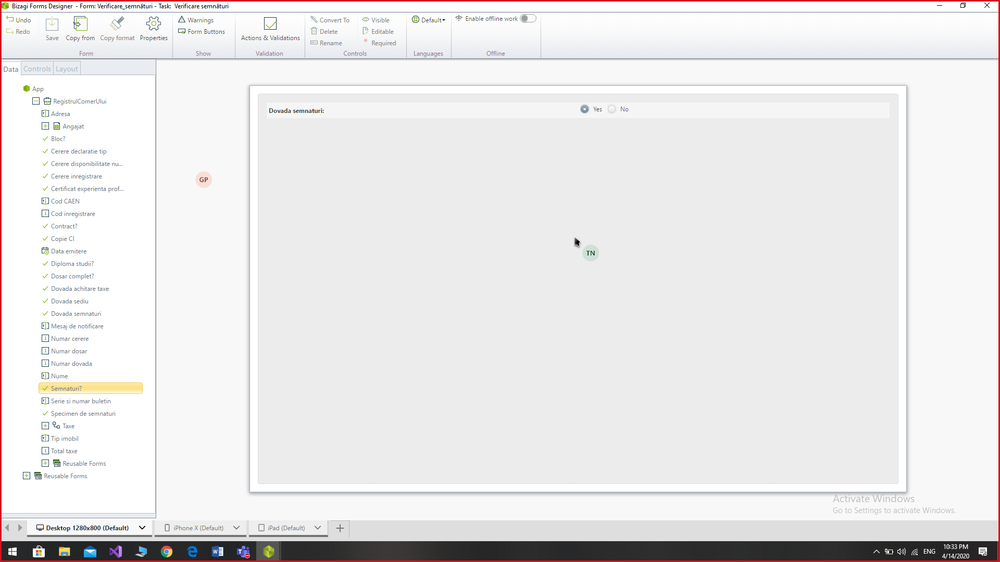 Bizagi Forms Designer - Form: Verificare_semnături - Task: Verificare semnături
Undo
Redo
Save
Copy from
Copy format
Properties
Form
Warnings
Form Buttons
Show
Actions & Validations
Validation
Convert To
Delete
Rename
Visible
Editable
Required
Controls
Default
Languages
Enable offline work
Offline
Data
Controls
Layout
App
RegistrulComerUlui
Adresa
Angajat
Bloc?
Cerere declaratie tip
Cerere disponibilitate nu...
Cerere inregistrare
Certificat experienta prof...
Cod CAEN
Cod inregistrare
Contract?
Copie CI
Data emitere
Diploma studii?
Dosar complet?
Dovada achitare taxe
Dovada sediu
Dovada semnaturi
Mesaj de notificare
Numar cerere
Numar dosar
Numar dovada
Nume
Semnaturi?
Serie si numar buletin
Specimen de semnaturi
Taxe
Tip imobil
Total taxe
Reusable Forms
Reusable Forms
Dovada semnaturi:
Yes
No
GP
TN
Activate Windows
Go to Settings to activate Windows.
Desktop 1280x800 (Default)
iPhone X (Default)
iPad (Default)
ENG
10:33 PM
4/14/2020